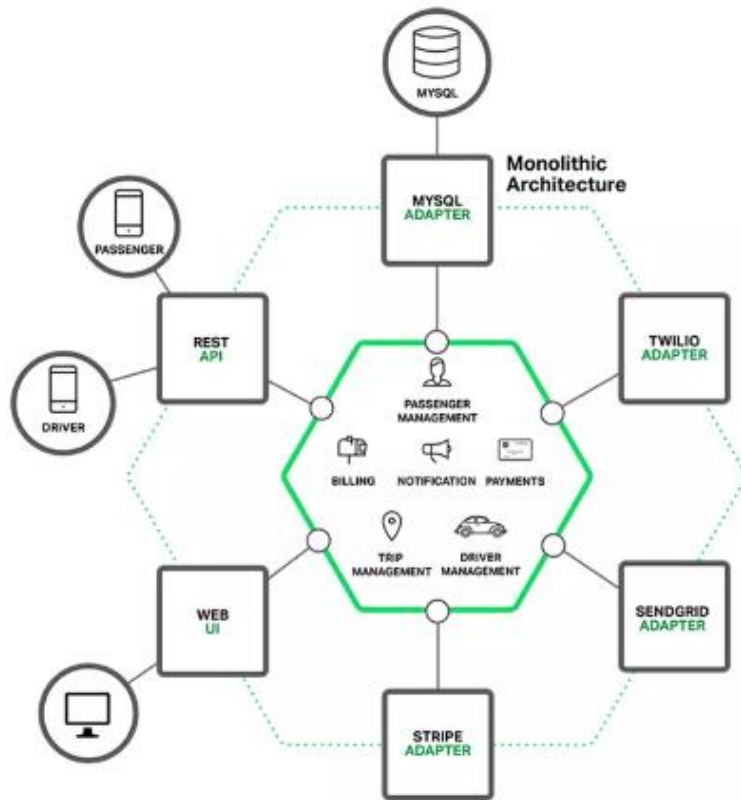 MYSQL
Monolithic
Architecture
MYSQL
ADAPTER
PASSENGER
REST
API
TWILIO
ADAPTER
DRIVER
PASSENGER
MANAGEMENT
BILLING
NOTIFICATION
PAYMENTS
TRIP
MANAGEMENT
DRIVER
MANAGEMENT
WEB
UI
SENDGRID
ADAPTER
STRIPE
ADAPTER